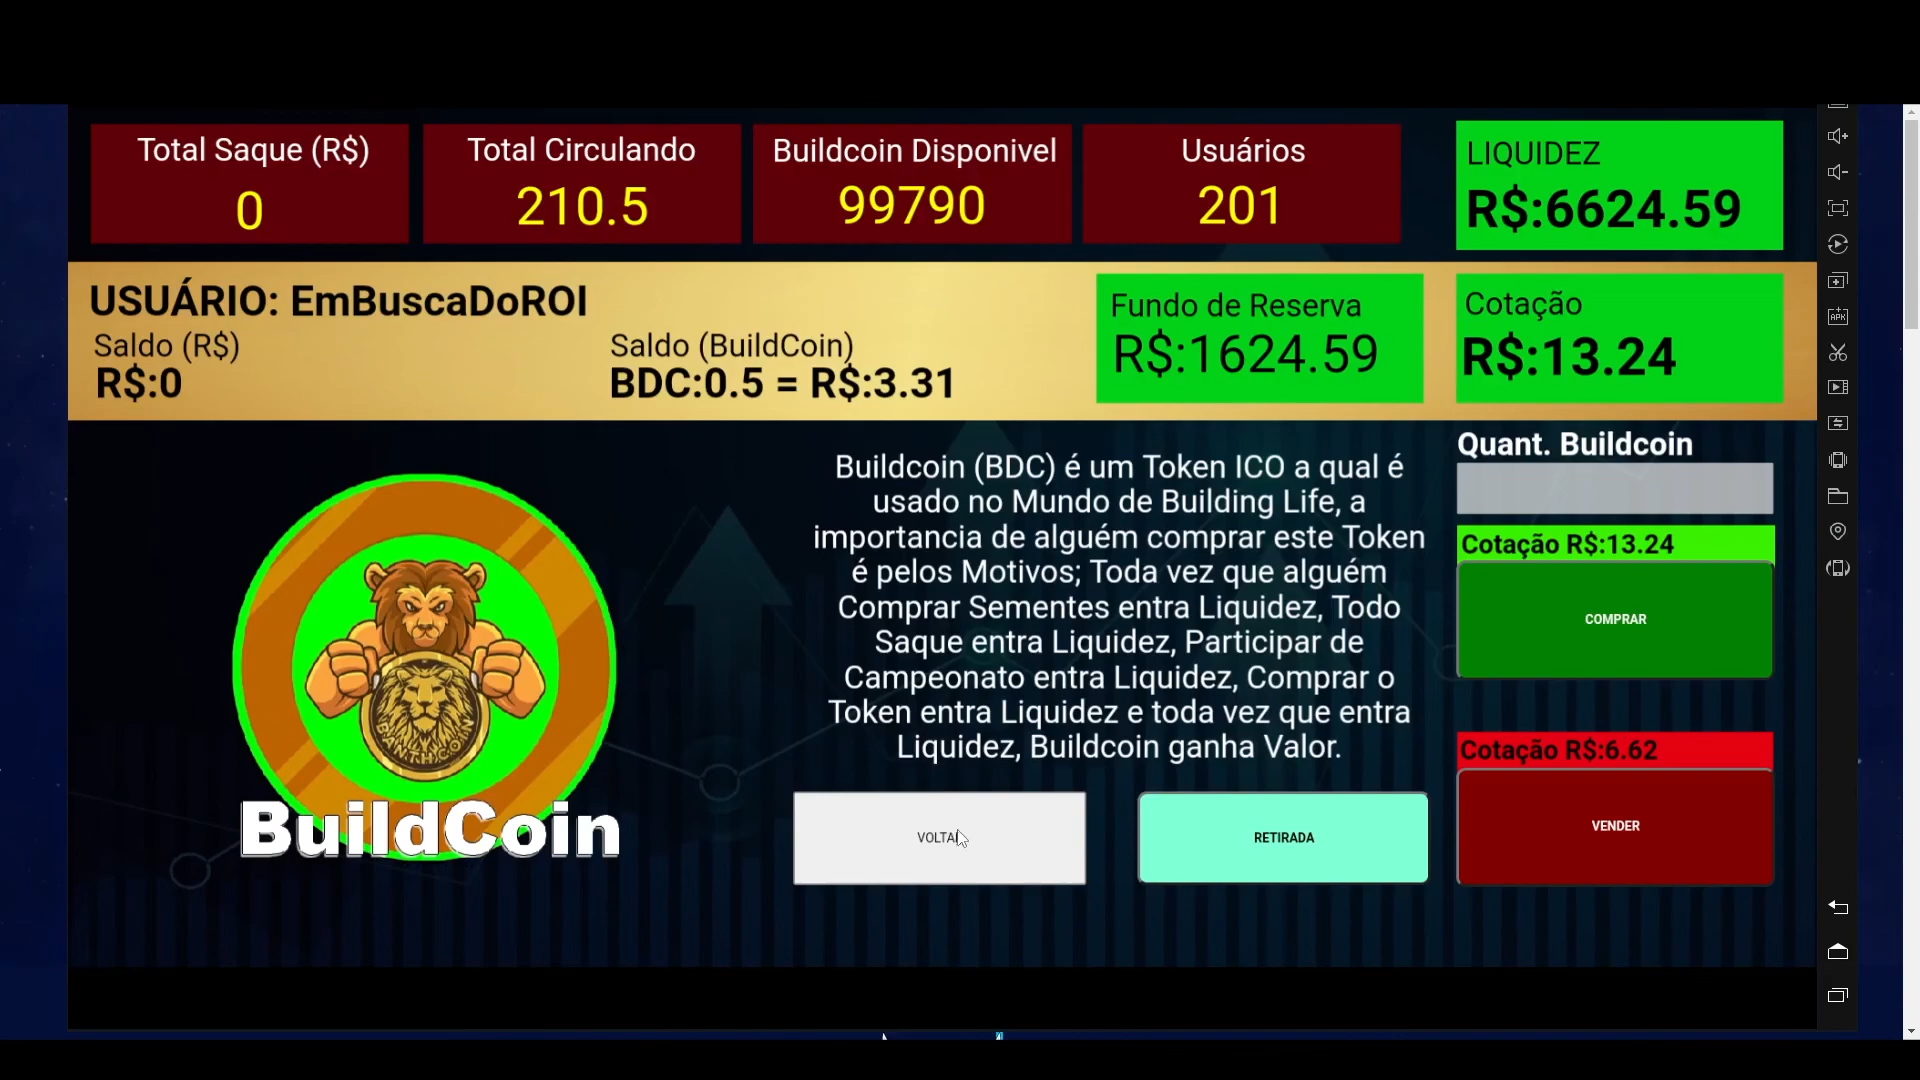 Total Saque (R$)
0
Total Circulando
210.5
Buildcoin Disponivel
99790
Usuários
201
LIQUIDEZ
R$:6624.59
USUÁRIO: EmBuscaDoROI
Saldo (R$)
R$:0
Saldo (BuildCoin)
BDC:0.5 = R$:3.31
Fundo de Reserva
R$:1624.59
Cotação
R$:13.24
BuildCoin
Buildcoin (BDC) é um Token ICO a qual é
usado no Mundo de Building Life, a
importancia de alguém comprar este Token
é pelos Motivos; Toda vez que alguém
Comprar Sementes entra Liquidez, Todo
Saque entra Liquidez, Participar de
Campeonato entra Liquidez, Comprar o
Token entra Liquidez e toda vez que entra
Liquidez, Buildcoin ganha Valor.
VOLTA
RETIRADA
Quant. Buildcoin
Cotação R$:13.24
COMPRAR
Cotação R$:6.62
VENDER
APK